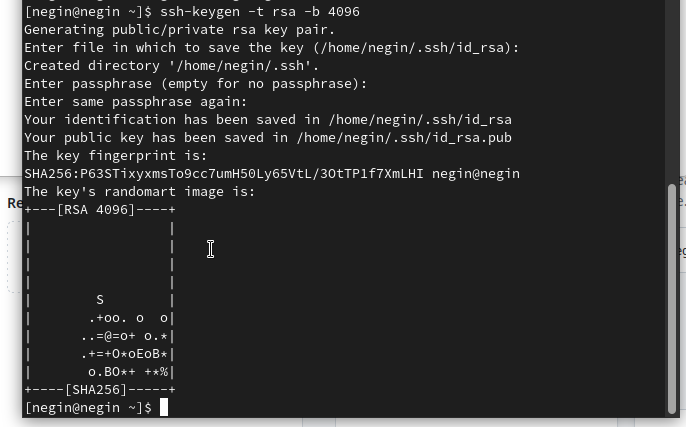 [negin@negin ~]$ ssh-keygen -t rsa -b 4096
Generating public/private rsa key pair.
Enter file in which to save the key (/home/negin/.ssh/id_rsa):
Created directory '/home/negin/.ssh'.
Enter passphrase (empty for no passphrase):
Enter same passphrase again:
Your identification has been saved in /home/negin/.ssh/id_rsa
Your public key has been saved in /home/negin/.ssh/id_rsa.pub
The key fingerprint is:
SHA256:P63STixyxmsTo9cc7umH50Ly65VtL/3OtTP1f7XmLHI negin@negin
The key's randomart image is:
+---[RSA 4096]----+
|                 |
|                 |
|                 |
|                 |
|        S        |
|       .+oo. o  o|
|      ..=@=o+ o.*|
|      .+=+O*oEoB*|
|       o.BO*+ +*%|
+----[SHA256]-----+
[negin@negin ~]$